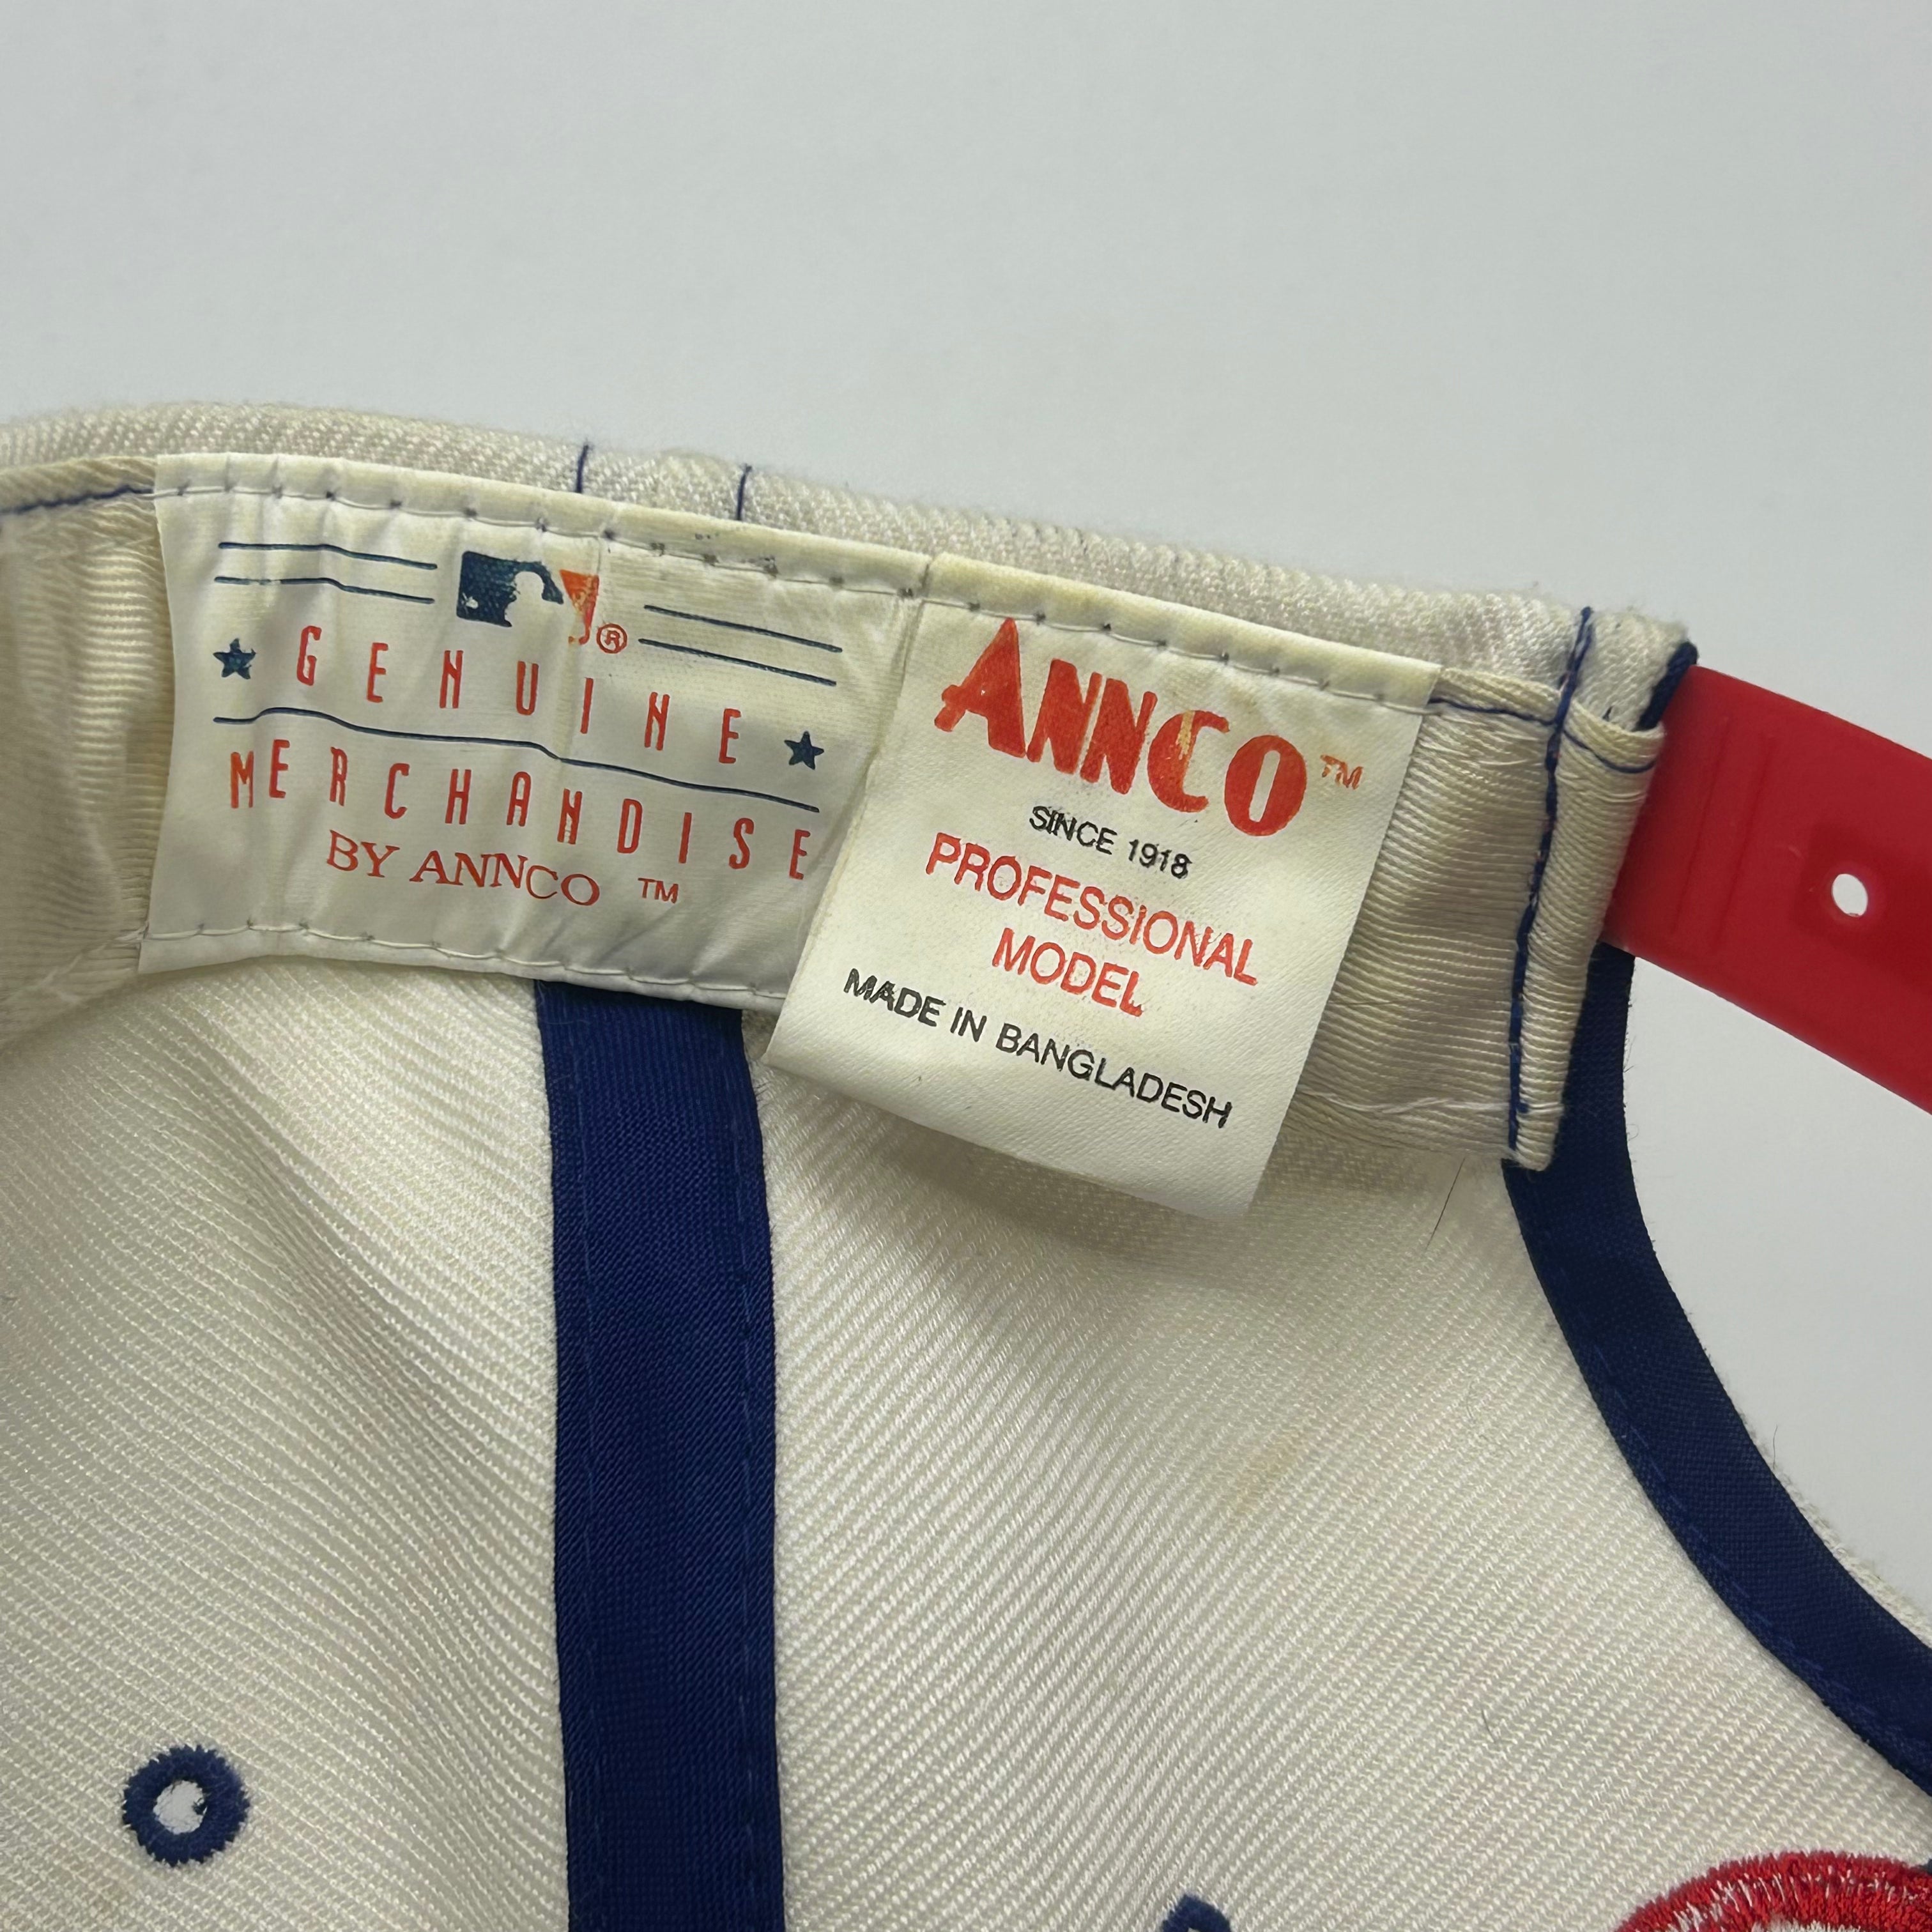 ®
★ GENUINE ★
MERCHANDISE
BY ANNCO ™
ANNCO™
SINCE 1918
PROFESSIONAL
MODEL
MADE IN BANGLADESH